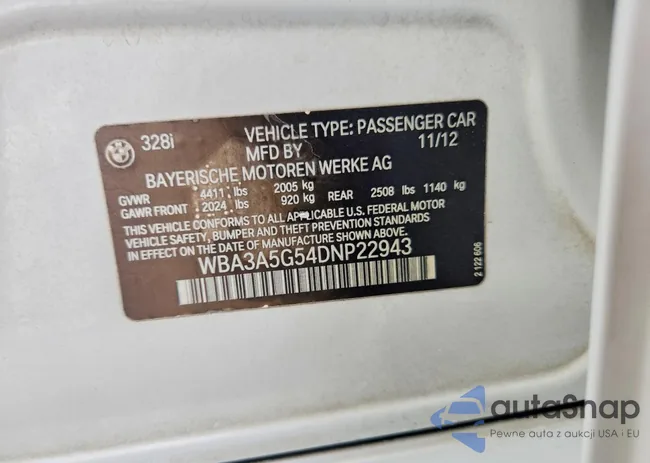 328i VEHICLE TYPE: PASSENGER CAR
MFD BY 11/12
BAYERISCHE MOTOREN WERKE AG
GVWR 4411 lbs 2005 kg
GAWR FRONT 2024 lbs 920 kg REAR 2508 lbs 1140 kg
THIS VEHICLE CONFORMS TO ALL APPLICABLE U.S. FEDERAL MOTOR
VEHICLE SAFETY, BUMPER, AND THEFT PREVENTION STANDARDS
IN EFFECT ON THE DATE OF MANUFACTURE SHOWN ABOVE.
WBA3A5G54DNP22943
2 122 606
autoSnap
Pewne auta z aukcji USA i EU